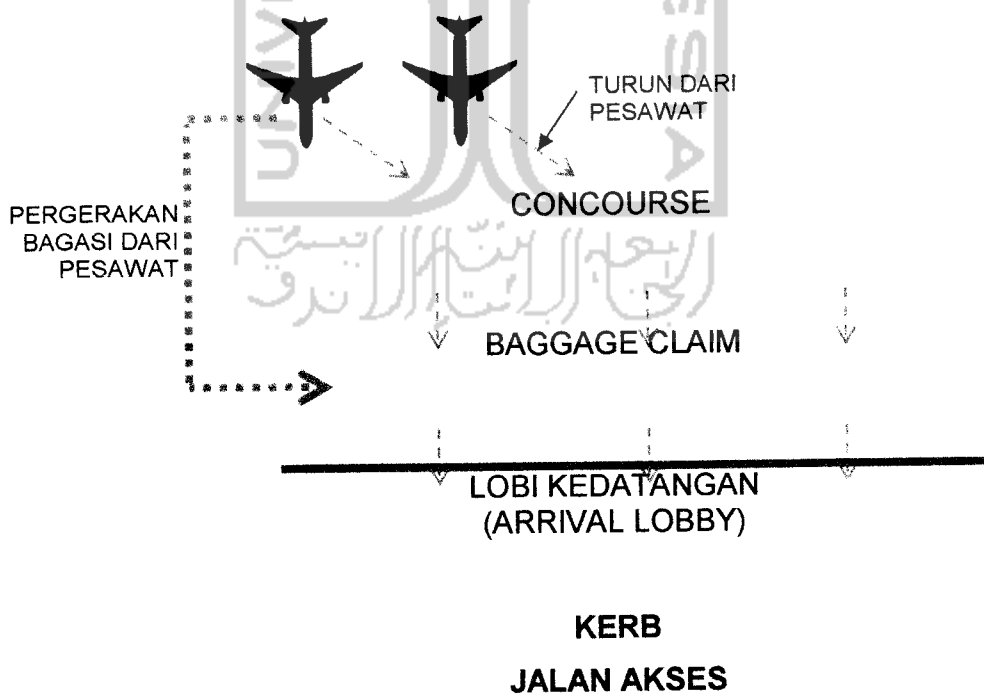 TURUN DARI
PESAWAT
CONCOURSE
PERGERAKAN
BAGASI DARI
PESAWAT
BAGGAGE CLAIM
LOBI KEDATANGAN
(ARRIVAL LOBBY)
KERB
JALAN AKSES